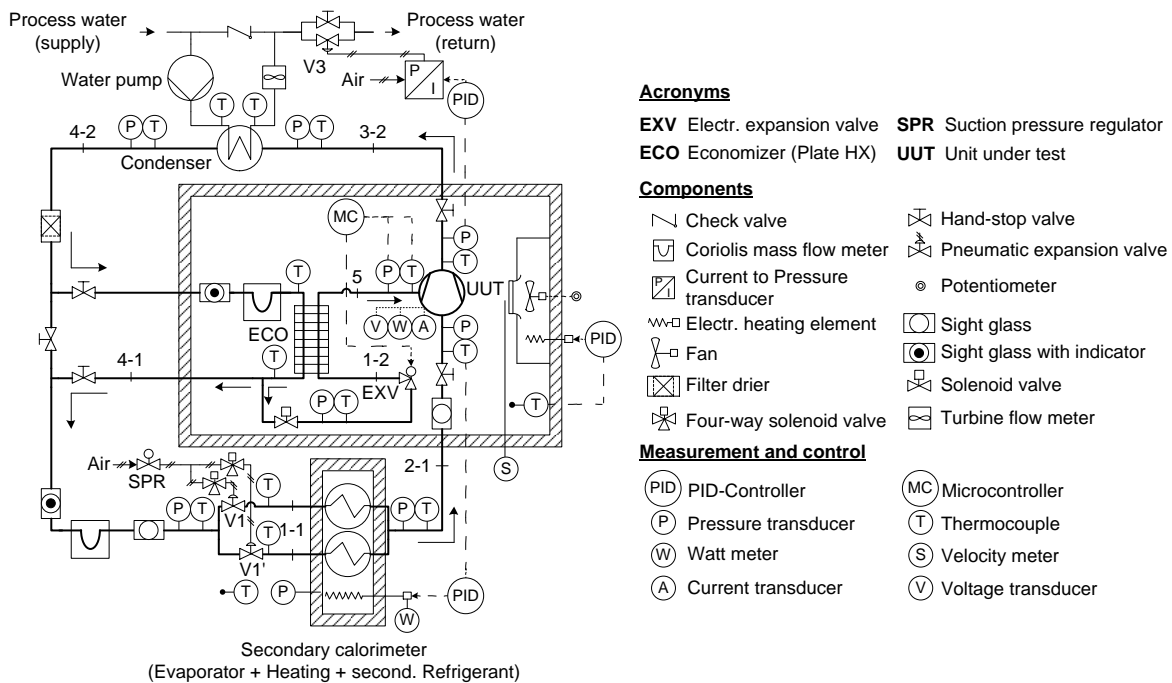 Process water
(supply)
Process water
(return)
V3
Water pump
Air
P
I
PID
T
T
4-2
P
T
P
T
3-2
Condenser
MC
P
T
P
T
T
5
UUT
ECO
V
W
A
P
T
PID
T
4-1
1-2
EXV
P
T
T
2-1
Air
SPR
S
T
P
T
V1
1-1
T
1-1
V1'
P
T
T
P
PID
W
Secondary calorimeter
(Evaporator + Heating + second. Refrigerant)
Acronyms
EXV Electr. expansion valve
SPR Suction pressure regulator
ECO Economizer (Plate HX)
UUT Unit under test
Components
Check valve
Hand-stop valve
Coriolis mass flow meter
Pneumatic expansion valve
P
I
Current to Pressure
transducer
Potentiometer
Electr. heating element
Sight glass
Fan
Sight glass with indicator
Filter drier
Solenoid valve
Four-way solenoid valve
Turbine flow meter
Measurement and control
PID PID-Controller
MC Microcontroller
P Pressure transducer
T Thermocouple
W Watt meter
S Velocity meter
A Current transducer
V Voltage transducer